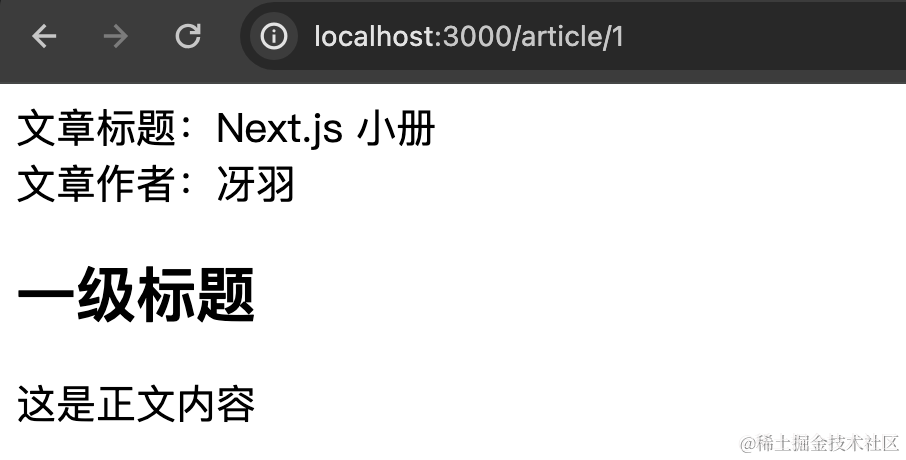 localhost:3000/article/1
文章标题：Next.js 小册
文章作者：冴羽
一级标题
这是正文内容
@稀土掘金技术社区